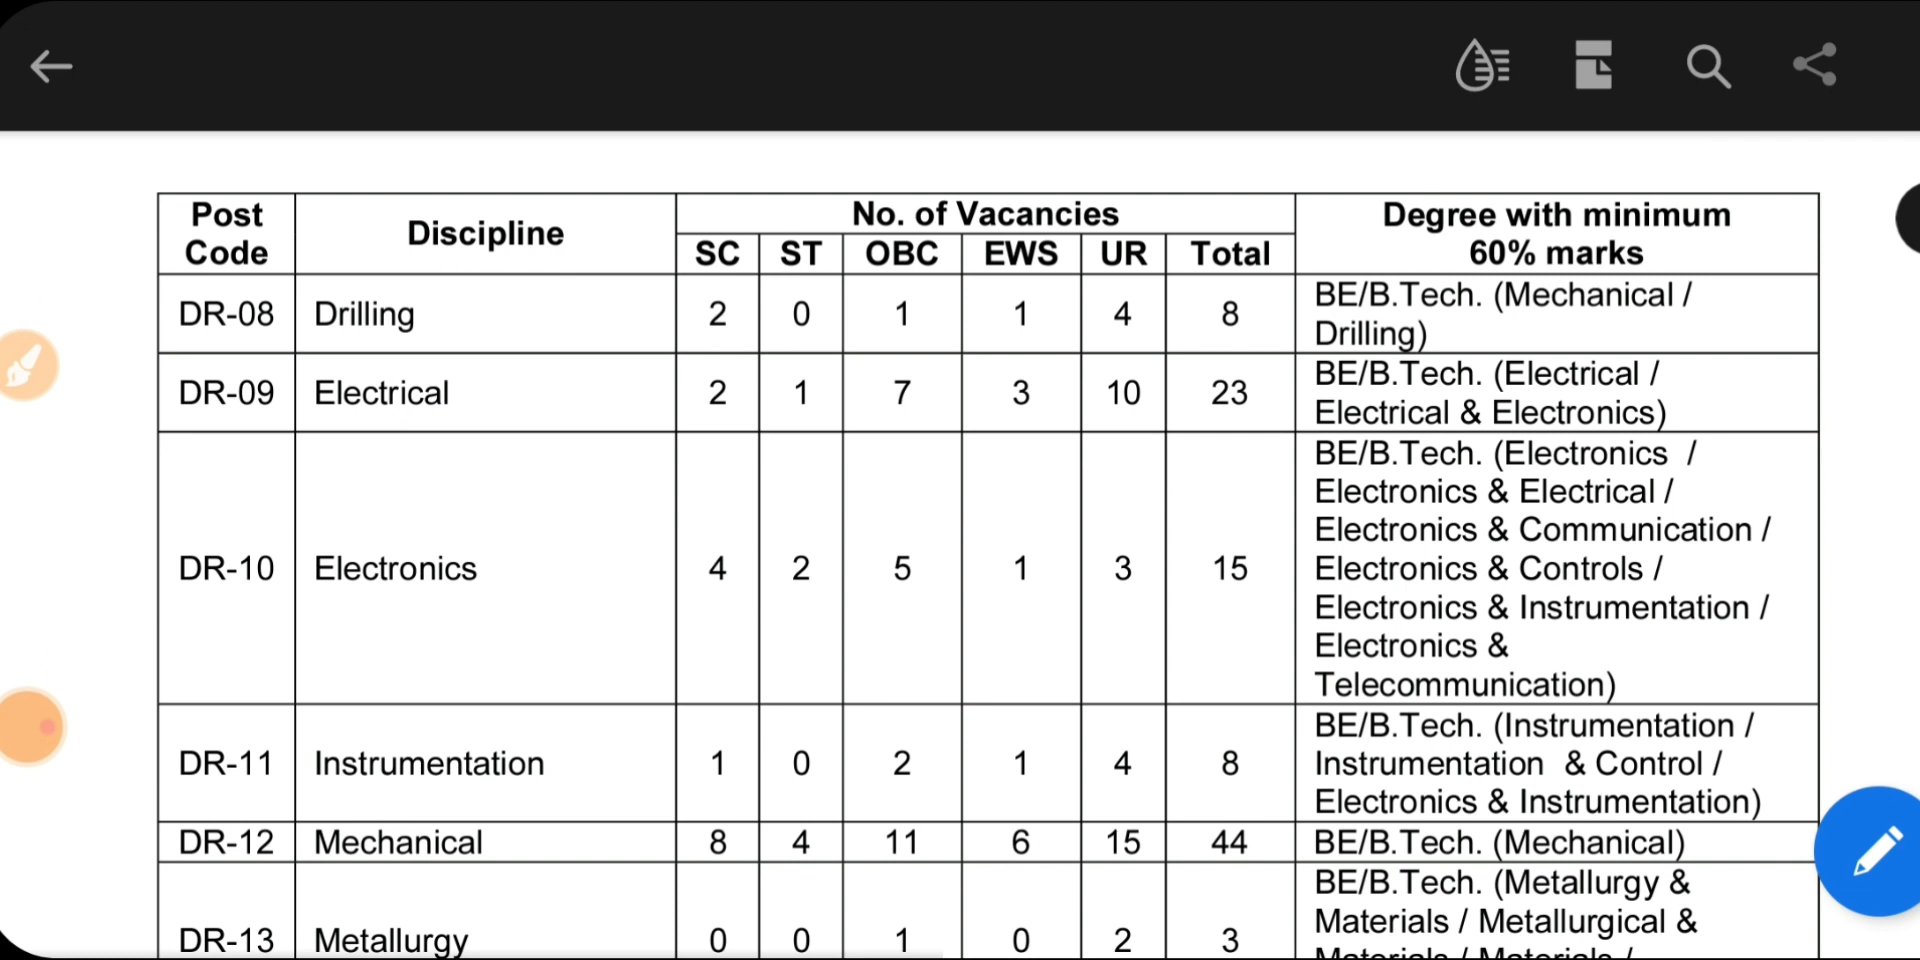 Post Code Discipline No. of Vacancies Degree with minimum 60% marks
SC ST OBC EWS UR Total
DR-08 Drilling 2 0 1 1 4 8 BE/B.Tech. (Mechanical /
Drilling)
DR-09 Electrical 2 1 7 3 10 23 BE/B.Tech. (Electrical /
Electrical & Electronics)
DR-10 Electronics 4 2 5 1 3 15 BE/B.Tech. (Electronics /
Electronics & Electrical /
Electronics & Communication /
Electronics & Controls /
Electronics & Instrumentation /
Electronics &
Telecommunication)
DR-11 Instrumentation 1 0 2 1 4 8 BE/B.Tech. (Instrumentation /
Instrumentation & Control /
Electronics & Instrumentation)
DR-12 Mechanical 8 4 11 6 15 44 BE/B.Tech. (Mechanical)
DR-13 Metallurgy 0 0 1 0 2 3 BE/B.Tech. (Metallurgy &
Materials / Metallurgical &
Materials / Materials /